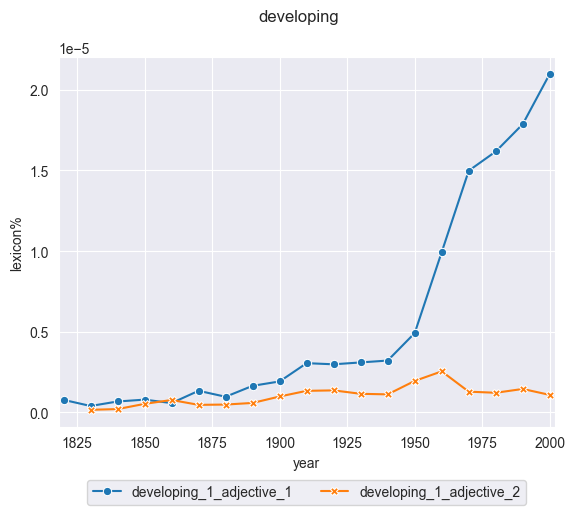 developing
1e−5
2.0
1.5
1.0
0.5
0.0
lexicon%
1825 1850 1875 1900 1925 1950 1975 2000
year
developing_1_adjective_1 developing_1_adjective_2